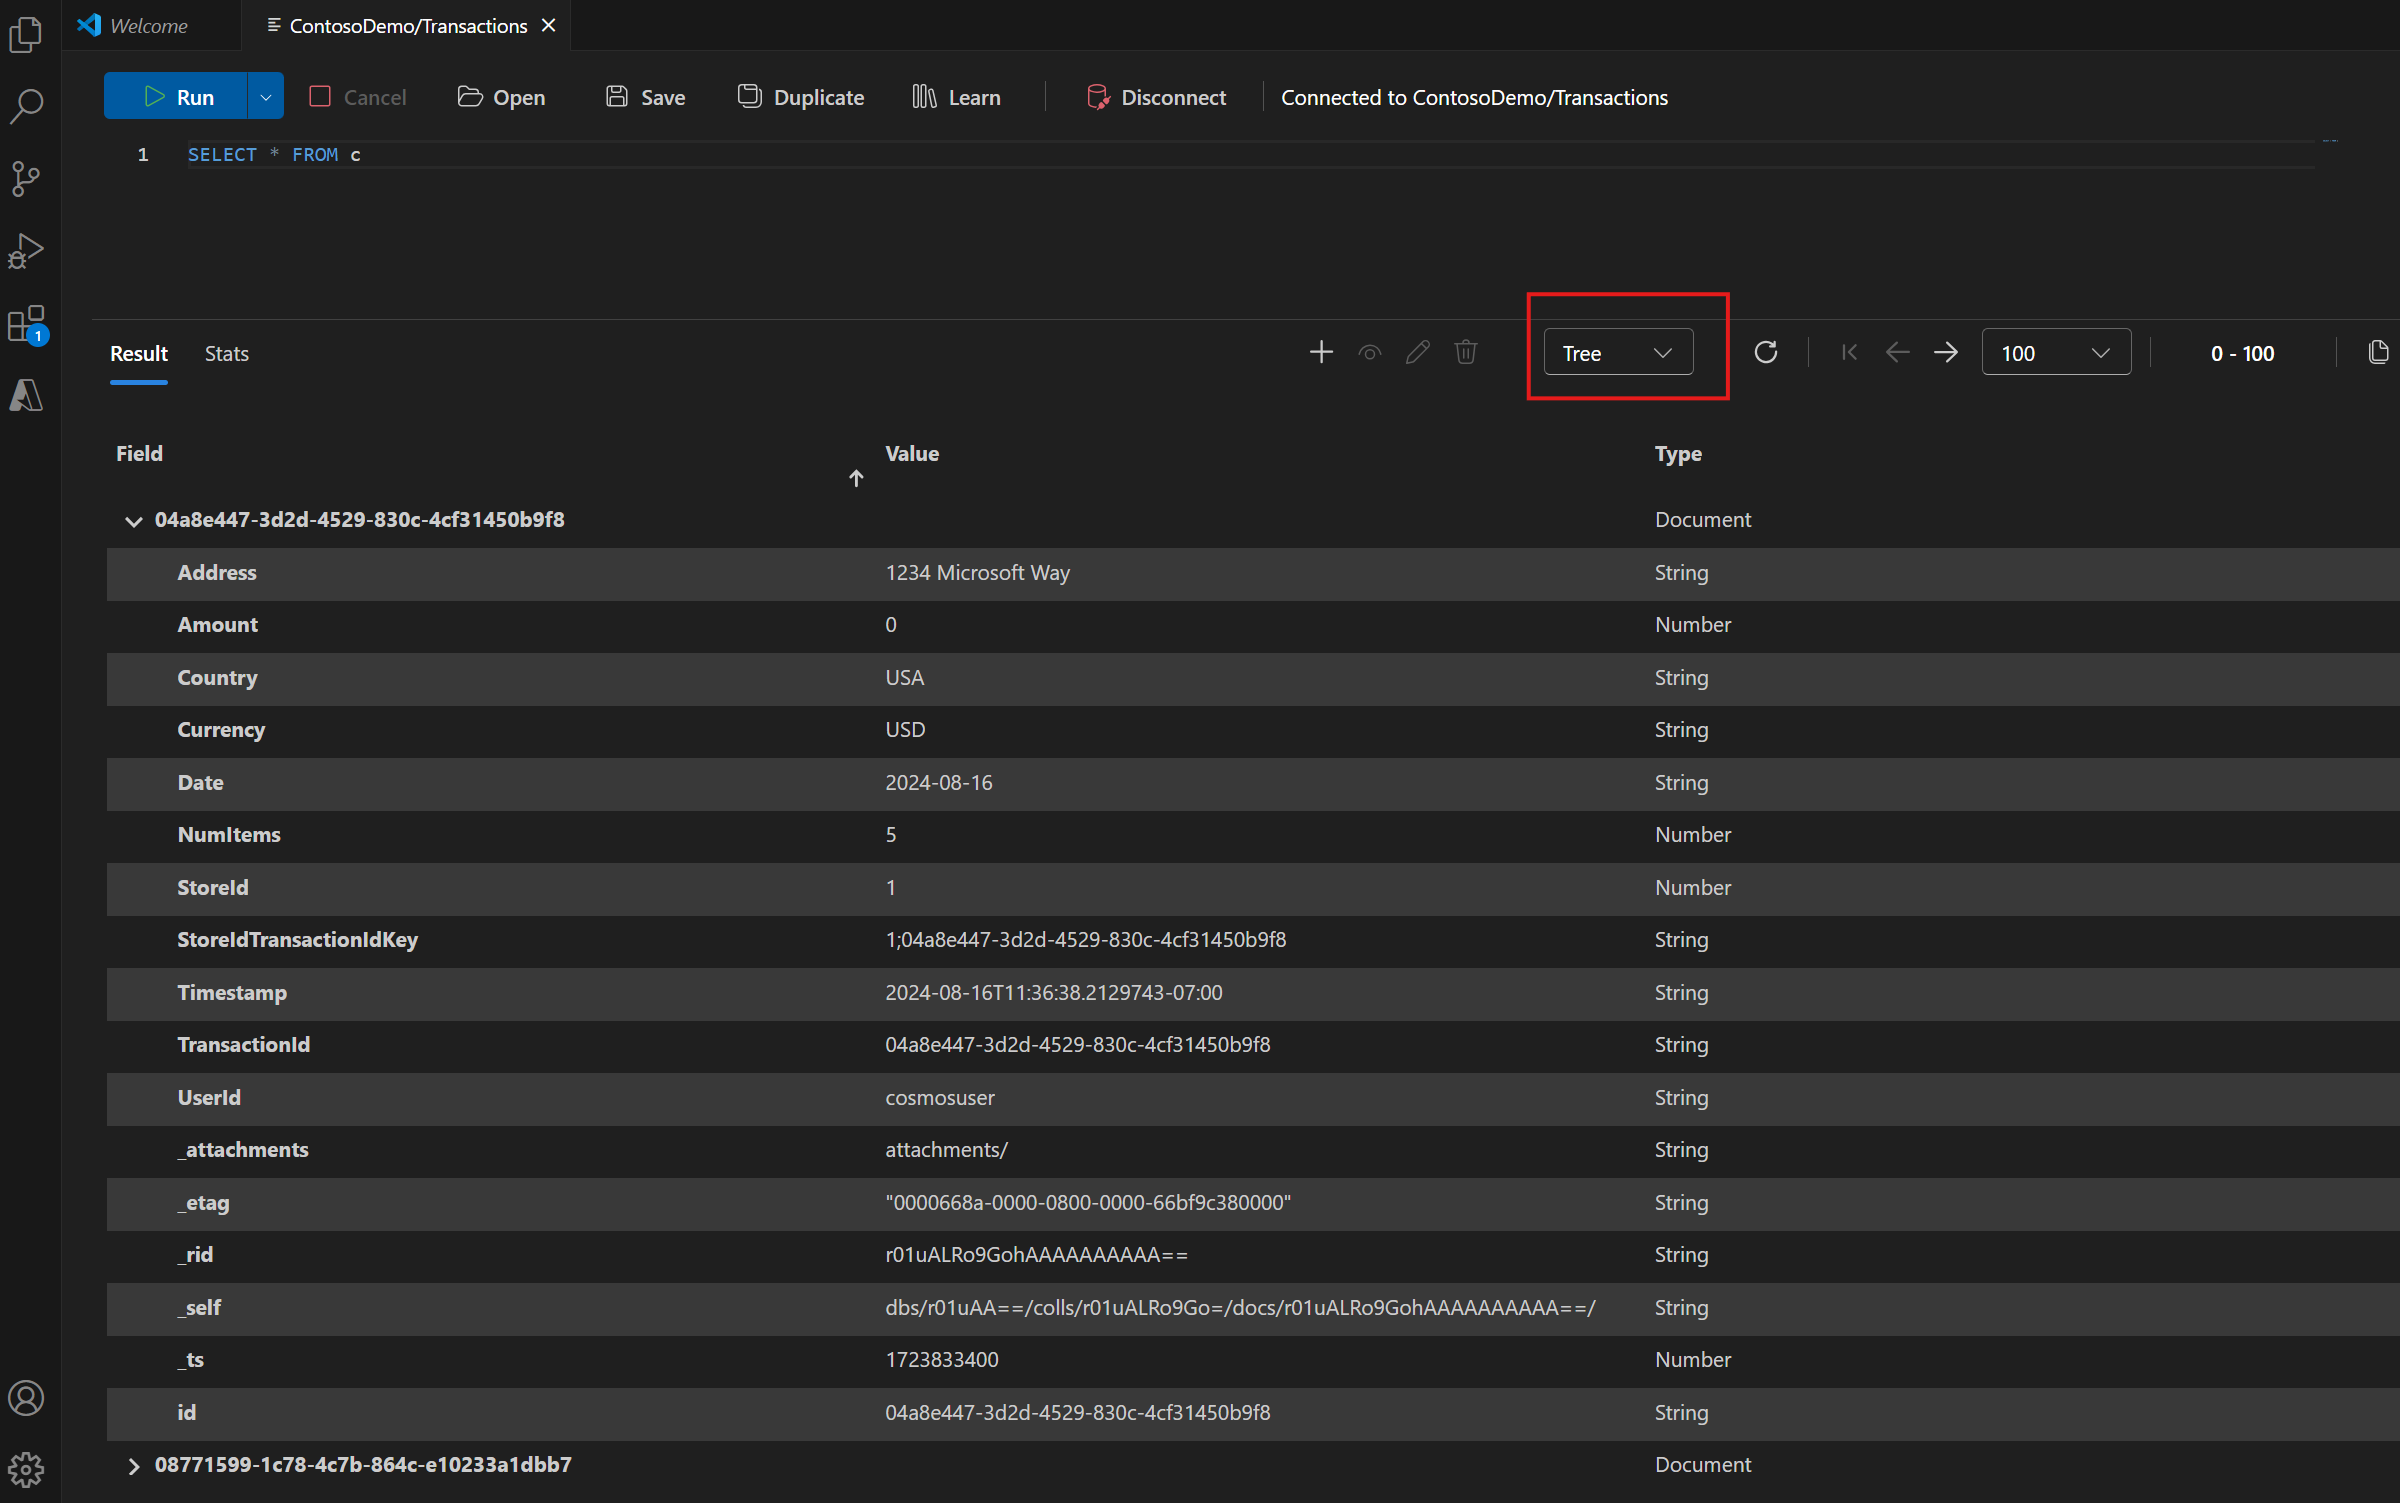 Welcome
ContosoDemo/Transactions
Run Cancel Open Save Duplicate Learn Disconnect Connected to ContosoDemo/Transactions
1 SELECT * FROM c
1
Result Stats Tree 100 0 - 100
Field Value Type
04a8e447-3d2d-4529-830c-4cf31450b9f8 Document
Address 1234 Microsoft Way String
Amount 0 Number
Country USA String
Currency USD String
Date 2024-08-16 String
NumItems 5 Number
StoreId 1 Number
StoreIdTransactionIdKey 1;04a8e447-3d2d-4529-830c-4cf31450b9f8 String
Timestamp 2024-08-16T11:36:38.2129743-07:00 String
TransactionId 04a8e447-3d2d-4529-830c-4cf31450b9f8 String
UserId cosmosuser String
_attachments attachments/ String
_etag "0000668a-0000-0800-0000-66bf9c380000" String
_rid r01uALRo9GohAAAAAAAAAA== String
_self dbs/r01uAA==/colls/r01uALRo9Go=/docs/r01uALRo9GohAAAAAAAAAA==/ String
_ts 1723833400 Number
id 04a8e447-3d2d-4529-830c-4cf31450b9f8 String
08771599-1c78-4c7b-864c-e10233a1dbb7 Document